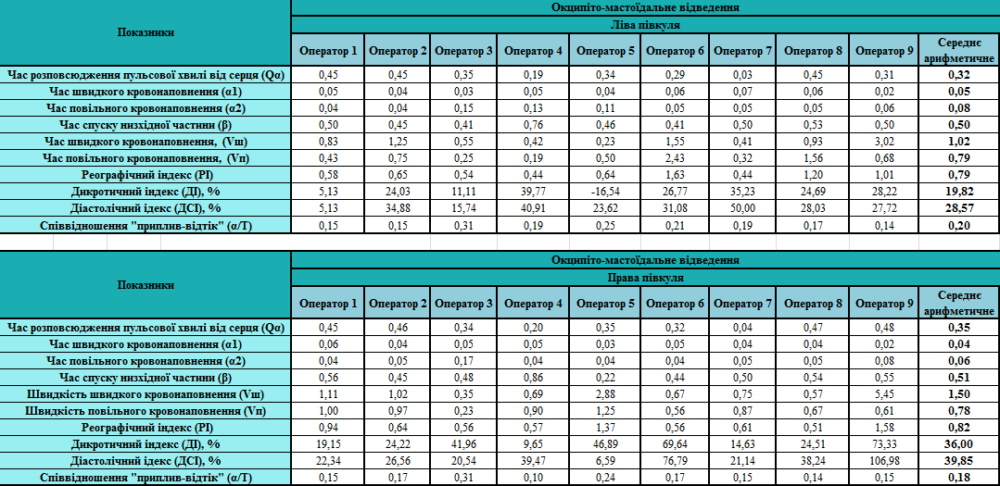 Показники
Окципіто-мастоїдальне відведення
Ліва півкуля
Оператор 1 Оператор 2 Оператор 3 Оператор 4 Оператор 5 Оператор 6 Оператор 7 Оператор 8 Оператор 9 Середнє арифметичне
Час розповсюдження пульсової хвилі від серця (Qα) 0,45 0,45 0,35 0,19 0,34 0,29 0,03 0,45 0,31 0,32
Час швидкого кровонаповнення (α1) 0,05 0,04 0,03 0,05 0,04 0,06 0,07 0,06 0,02 0,05
Час повільного кровонаповнення (α2) 0,04 0,04 0,15 0,13 0,11 0,05 0,05 0,05 0,06 0,08
Час спуску низхідної частини (β) 0,50 0,45 0,41 0,76 0,46 0,41 0,50 0,53 0,50 0,50
Час швидкого кровонаповнення, (Vш) 0,83 1,25 0,55 0,42 0,23 1,55 0,41 0,93 3,02 1,02
Час повільного кровонаповнення, (Vп) 0,43 0,75 0,25 0,19 0,50 2,43 0,32 1,56 0,68 0,79
Реографічний індекс (РІ) 0,58 0,65 0,54 0,44 0,64 1,63 0,44 1,20 1,01 0,79
Дикротичний індекс (ДІ), % 5,13 24,03 11,11 39,77 -16,54 26,77 35,23 24,69 28,22 19,82
Діастолічний ідекс (ДСІ), % 5,13 34,88 15,74 40,91 23,62 31,08 50,00 28,03 27,72 28,57
Співвідношення "приплив-відтік" (α/Т) 0,15 0,15 0,31 0,19 0,25 0,21 0,19 0,17 0,14 0,20
Показники
Окципіто-мастоїдальне відведення
Права півкуля
Оператор 1 Оператор 2 Оператор 3 Оператор 4 Оператор 5 Оператор 6 Оператор 7 Оператор 8 Оператор 9 Середнє арифметичне
Час розповсюдження пульсової хвилі від серця (Qα) 0,45 0,46 0,34 0,20 0,35 0,32 0,04 0,47 0,48 0,35
Час швидкого кровонаповнення (α1) 0,06 0,04 0,05 0,05 0,03 0,05 0,04 0,04 0,02 0,04
Час повільного кровонаповнення (α2) 0,04 0,05 0,17 0,04 0,04 0,04 0,05 0,05 0,08 0,06
Час спуску низхідної частини (β) 0,56 0,45 0,48 0,86 0,22 0,44 0,50 0,54 0,55 0,51
Швидкість швидкого кровонаповнення (Vш) 1,11 1,02 0,35 0,69 2,88 0,67 0,75 0,57 5,45 1,50
Швидкість повільного кровонаповнення (Vп) 1,00 0,97 0,23 0,90 1,25 0,56 0,87 0,67 0,61 0,78
Реографічний індекс (РІ) 0,94 0,64 0,56 0,57 1,37 0,56 0,61 0,51 1,58 0,82
Дикротичний індекс (ДІ), % 19,15 24,22 41,96 9,65 46,89 69,64 14,63 24,51 73,33 36,00
Діастолічний ідекс (ДСІ), % 22,34 26,56 20,54 39,47 6,59 76,79 21,14 38,24 106,98 39,85
Співвідношення "приплив-відтік" (α/Т) 0,15 0,17 0,31 0,10 0,24 0,17 0,15 0,14 0,15 0,18